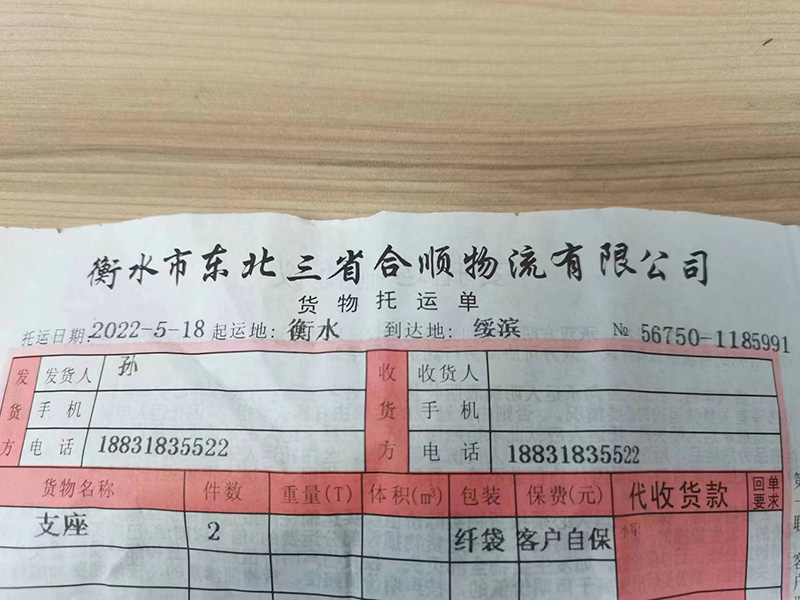 衡水市东北三省合顺物流有限公司
货物托运单
托运日期:2022-5-18 起运地: 衡水 到达地: 绥滨 № 56750-1185991
发货方 发货人 孙 收货方 收货人
手机 手机
电话 18831835522 电话 18831835522
货物名称 件数 重量(T) 体积(m³) 包装 保费(元) 代收货款 回单要求
支座 2 纤袋 客户自保